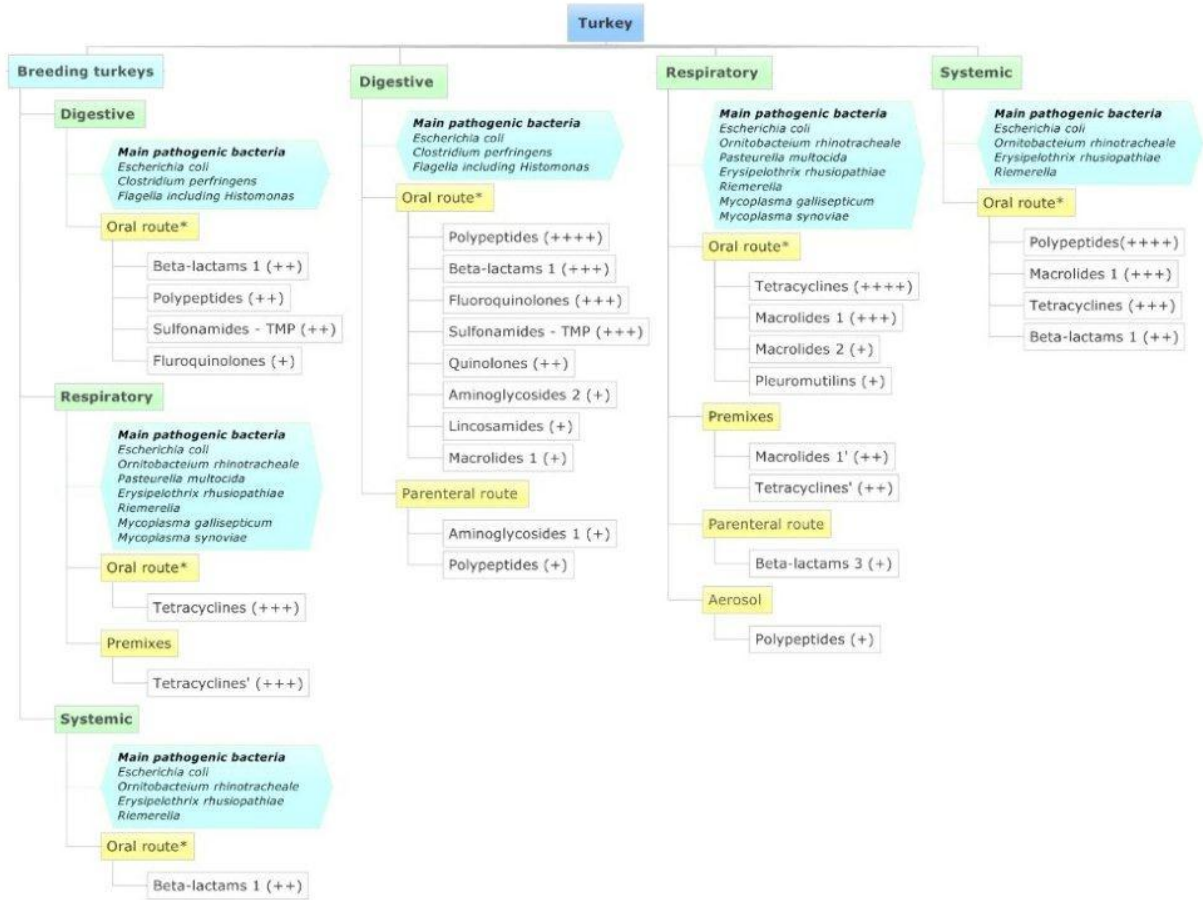 Turkey
Breeding turkeys
Digestive
Main pathogenic bacteria
Escherichia coli
Clostridium perfringens
Flagella including Histomonas
Oral route*
Beta-lactams 1 (++)
Polypeptides (++)
Sulfonamides - TMP (++)
Fluroquinolones (+)
Respiratory
Main pathogenic bacteria
Escherichia coli
Ornitobacteium rhinotracheale
Pasteurella multocida
Erysipelothrix rhusiopathiae
Riemerella
Mycoplasma gallisepticum
Mycoplasma synoviae
Oral route*
Tetracyclines (+++)
Premixes
Tetracyclines' (+++)
Systemic
Main pathogenic bacteria
Escherichia coli
Ornitobacteium rhinotracheale
Erysipelothrix rhusiopathiae
Riemerella
Oral route*
Beta-lactams 1 (++)
Digestive
Main pathogenic bacteria
Escherichia coli
Clostridium perfringens
Flagella including Histomonas
Oral route*
Polypeptides (++++)
Beta-lactams 1 (+++)
Fluoroquinolones (+++)
Sulfonamides - TMP (+++)
Quinolones (++)
Aminoglycosides 2 (+)
Lincosamides (+)
Macrolides 1 (+)
Parenteral route
Aminoglycosides 1 (+)
Polypeptides (+)
Respiratory
Main pathogenic bacteria
Escherichia coli
Ornitobacteium rhinotracheale
Pasteurella multocida
Erysipelothrix rhusiopathiae
Riemerella
Mycoplasma gallisepticum
Mycoplasma synoviae
Oral route*
Tetracyclines (++++)
Macrolides 1 (+++)
Macrolides 2 (+)
Pleuromutilins (+)
Premixes
Macrolides 1' (++)
Tetracyclines' (++)
Parenteral route
Beta-lactams 3 (+)
Aerosol
Polypeptides (+)
Systemic
Main pathogenic bacteria
Escherichia coli
Ornitobacteium rhinotracheale
Erysipelothrix rhusiopathiae
Riemerella
Oral route*
Polypeptides(++++)
Macrolides 1 (+++)
Tetracyclines (+++)
Beta-lactams 1 (++)